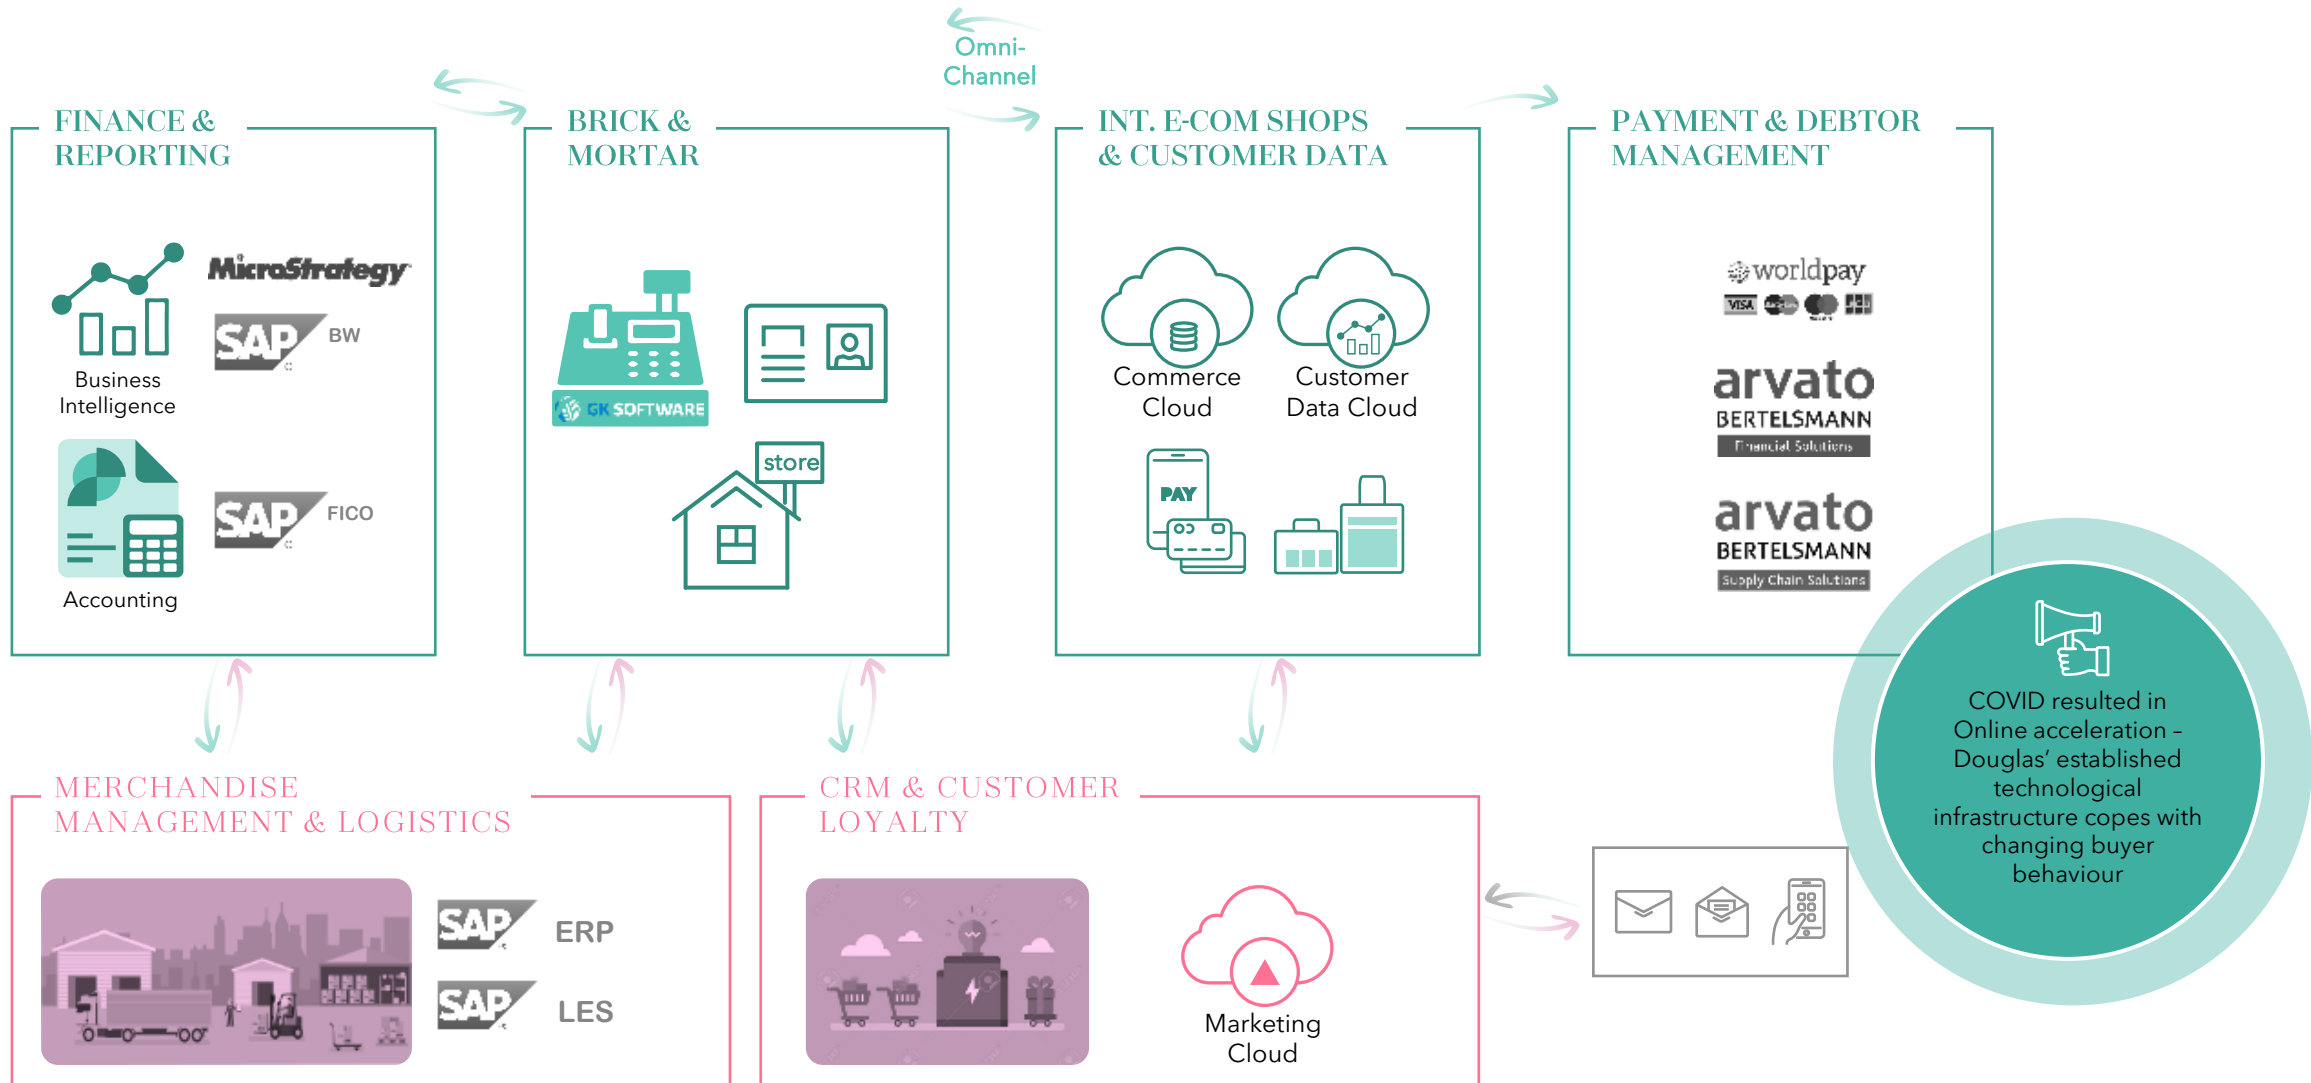 Omni-
Channel
FINANCE &
REPORTING
MicroStrategy
SAP BW
Business
Intelligence
SAP FICO
Accounting
BRICK &
MORTAR
GK SOFTWARE
store
INT. E-COM SHOPS
& CUSTOMER DATA
Commerce
Cloud
Customer
Data Cloud
PAY
PAYMENT & DEBTOR
MANAGEMENT
worldpay
VISA
arvato
BERTELSMANN
Financial Solutions
arvato
BERTELSMANN
Supply Chain Solutions
COVID resulted in
Online acceleration –
Douglas’ established
technological
infrastructure copes with
changing buyer
behaviour
MERCHANDISE
MANAGEMENT & LOGISTICS
SAP ERP
SAP LES
CRM & CUSTOMER
LOYALTY
Marketing
Cloud